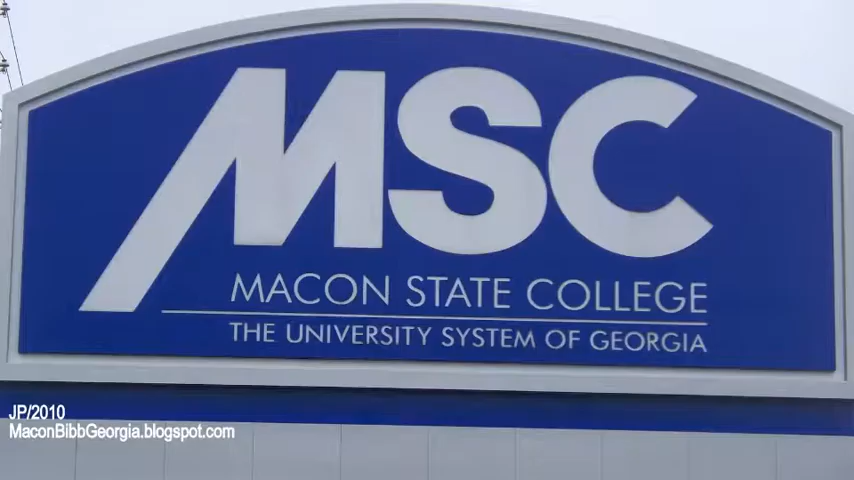 MSC
MACON STATE COLLEGE
THE UNIVERSITY SYSTEM OF GEORGIA
JP/2010
MaconBibbGeorgia.blogspot.com